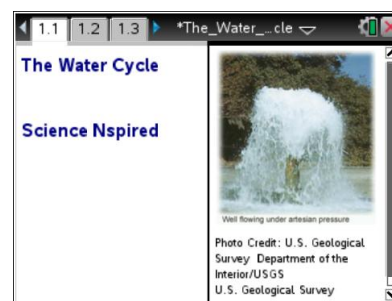 1.1 1.2 1.3 *The_Water_…cle
The Water Cycle
Science Nspired
Well flowing under artesian pressure
Photo Credit: U.S. Geological
Survey Department of the
Interior/USGS
U.S. Geological Survey